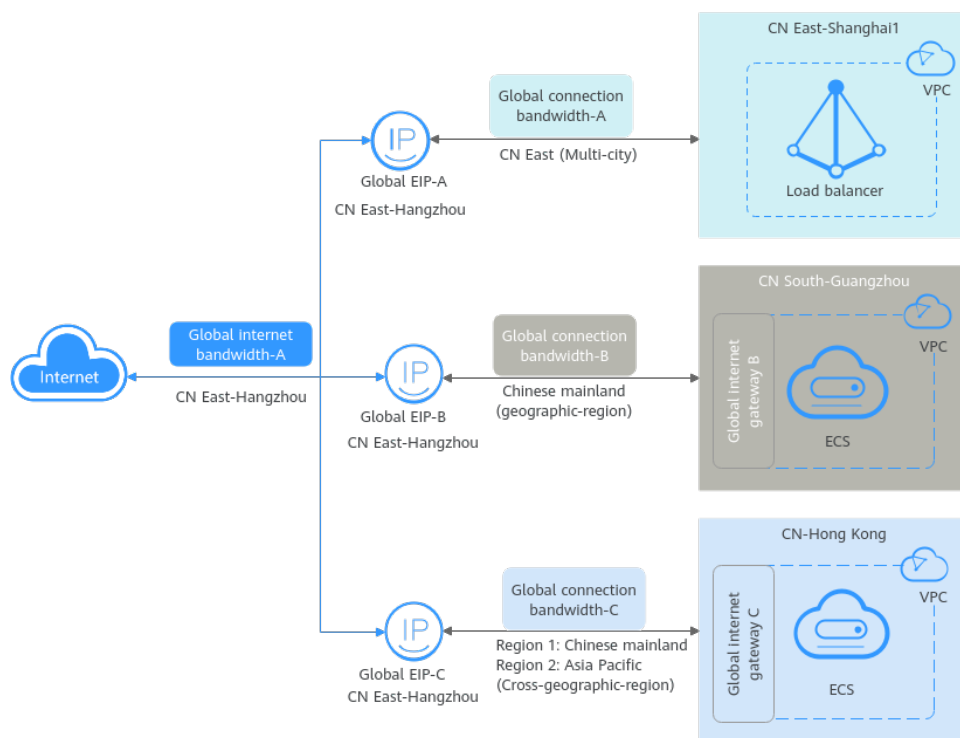 CN East-Shanghai1
VPC
Load balancer
Global connection
bandwidth-A
CN East (Multi-city)
IP
Global EIP-A
CN East-Hangzhou
Global internet
bandwidth-A
CN East-Hangzhou
Internet
IP
Global EIP-B
CN East-Hangzhou
Global connection
bandwidth-B
Chinese mainland
(geographic-region)
CN South-Guangzhou
VPC
Global internet
gateway B
ECS
IP
Global EIP-C
CN East-Hangzhou
Global connection
bandwidth-C
Region 1: Chinese mainland
Region 2: Asia Pacific
(Cross-geographic-region)
CN-Hong Kong
VPC
Global internet
gateway C
ECS